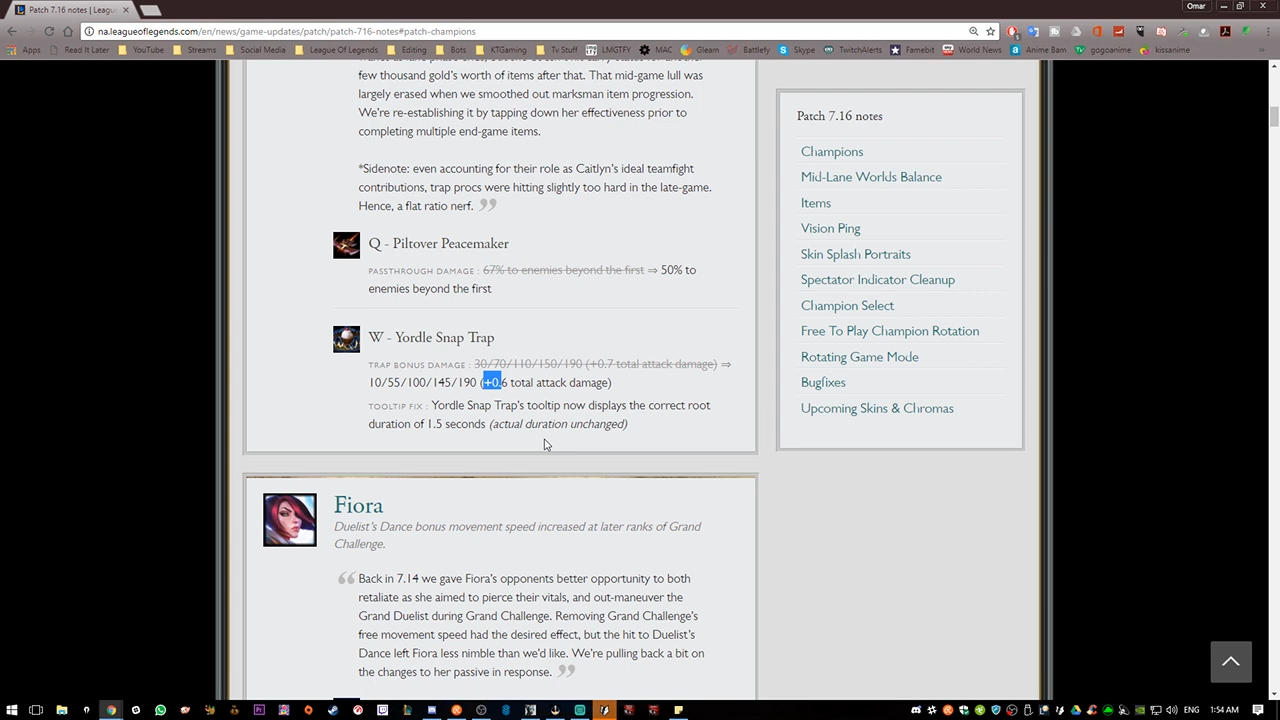 Patch 7.16 notes | Leagu
Omar
na.leagueoflegends.com/en/news/game-updates/patch/patch-716-notes#patch-champions
Apps Read It Later YouTube Streams Social Media League Of Legends Editing Bots KTGaming Tv Stuff LMGTFY MAC Gleam Battlefy Skype TwitchAlerts Famebit World News Anime Bam gogoanime kissanime
few thousand gold's worth of items after that. That mid-game lull was
largely erased when we smoothed out marksman item progression.
We're re-establishing it by tapping down her effectiveness prior to
completing multiple end-game items.
*Sidenote: even accounting for their role as Caitlyn's ideal teamfight
contributions, trap procs were hitting slightly too hard in the late-game.
Hence, a flat ratio nerf.
Q - Piltover Peacemaker
PASSTHROUGH DAMAGE : 67% to enemies beyond the first ⇒ 50% to
enemies beyond the first
W - Yordle Snap Trap
TRAP BONUS DAMAGE : 30/70/110/150/190 (+0.7 total attack damage) ⇒
10/55/100/145/190 (+0.6 total attack damage)
TOOLTIP FIX : Yordle Snap Trap's tooltip now displays the correct root
duration of 1.5 seconds (actual duration unchanged)
Fiora
Duelist's Dance bonus movement speed increased at later ranks of Grand
Challenge.
Back in 7.14 we gave Fiora's opponents better opportunity to both
retaliate as she aimed to pierce their vitals, and out-maneuver the
Grand Duelist during Grand Challenge. Removing Grand Challenge's
free movement speed had the desired effect, but the hit to Duelist's
Dance left Fiora less nimble than we'd like. We're pulling back a bit on
the changes to her passive in response.
Patch 7.16 notes
Champions
Mid-Lane Worlds Balance
Items
Vision Ping
Skin Splash Portraits
Spectator Indicator Cleanup
Champion Select
Free To Play Champion Rotation
Rotating Game Mode
Bugfixes
Upcoming Skins & Chromas
ENG 1:54 AM